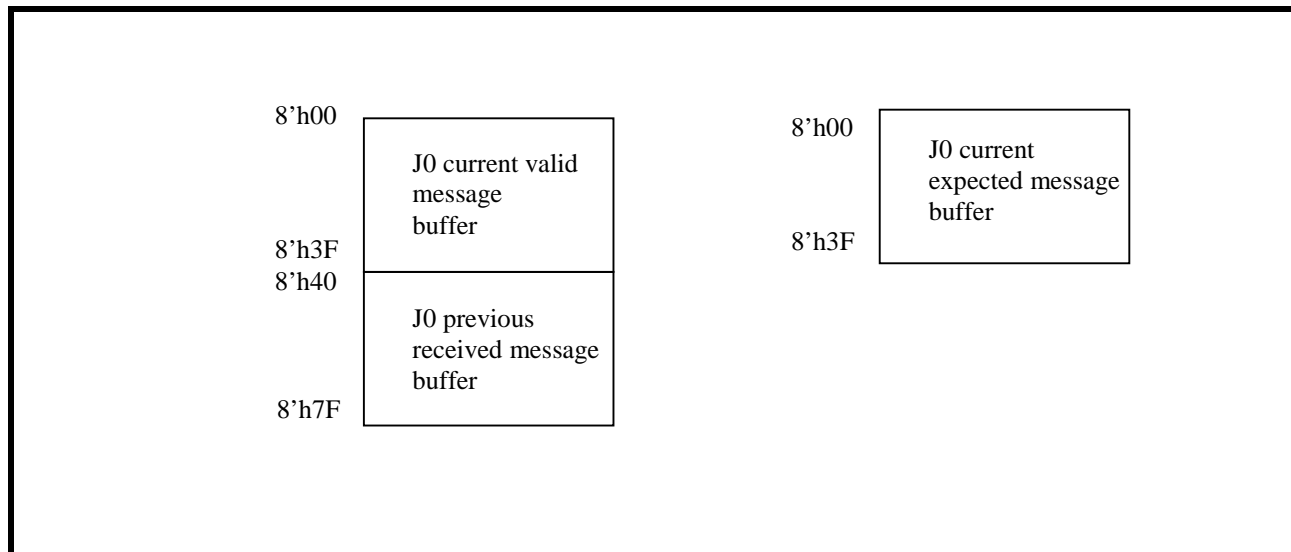 8’h00
J0 current valid
message
buffer
8’h3F
8’h40
J0 previous
received message
buffer
8’h7F
8’h00
J0 current
expected message
buffer
8’h3F